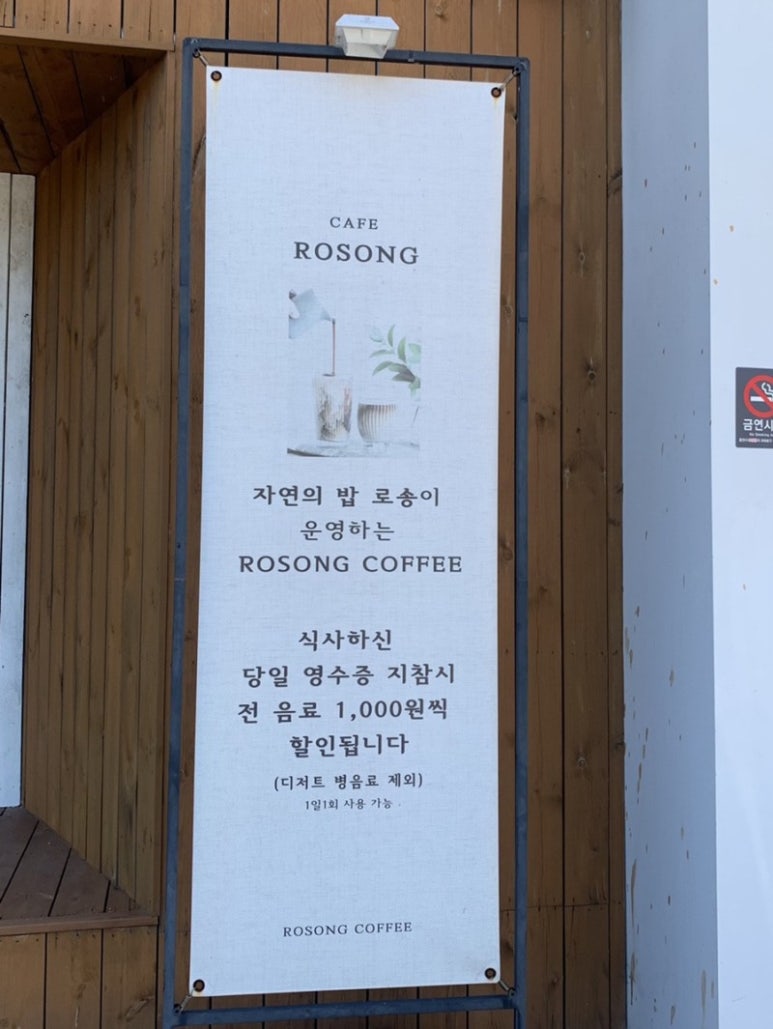 CAFE
ROSONG
자연의 밥 로송이
운영하는
ROSONG COFFEE
식사하신
당일 영수증 지참시
전 음료 1,000원씩
할인됩니다
(디저트 병음료 제외)
1일1회 사용 가능 .
ROSONG COFFEE
금연시